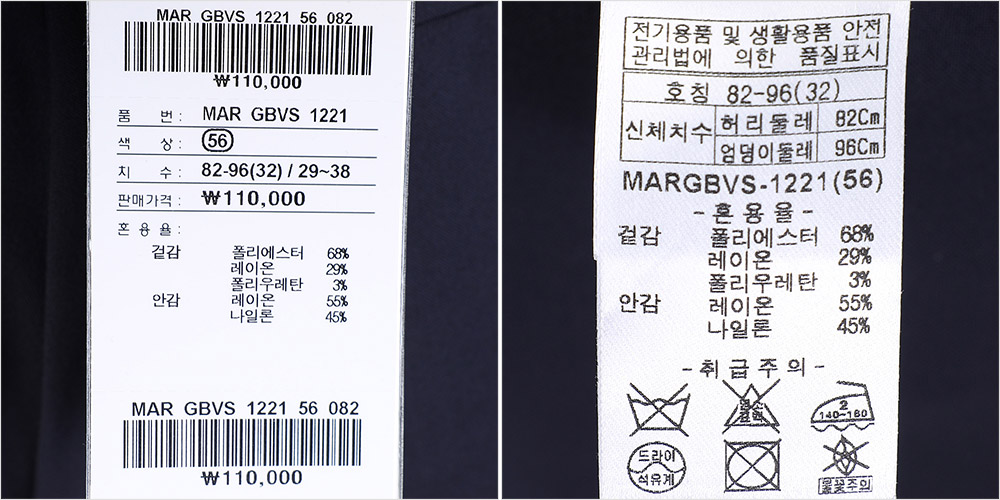 MAR GBVS 1221 56 082
₩110,000
품 번 : MAR GBVS 1221
색 상 : 56
치 수 : 82-96(32) / 29~38
판매가격 : ₩110,000
혼 용 율 :
겉감 폴리에스터 68%
레이온 29%
폴리우레탄 3%
안감 레이온 55%
나일론 45%
MAR GBVS 1221 56 082
₩110,000
전기용품 및 생활용품 안전
관리법에 의한 품질표시
호칭 82-96(32)
신체치수 허리둘레 82Cm
엉덩이둘레 96Cm
MARGBVS-1221(56)
- 혼 용 율 -
겉감 폴리에스터 68%
레이온 29%
폴리우레탄 3%
안감 레이온 55%
나일론 45%
- 취 급 주 의 -
염소
표백
2
140~160
드라이
석유계
불꽃주의